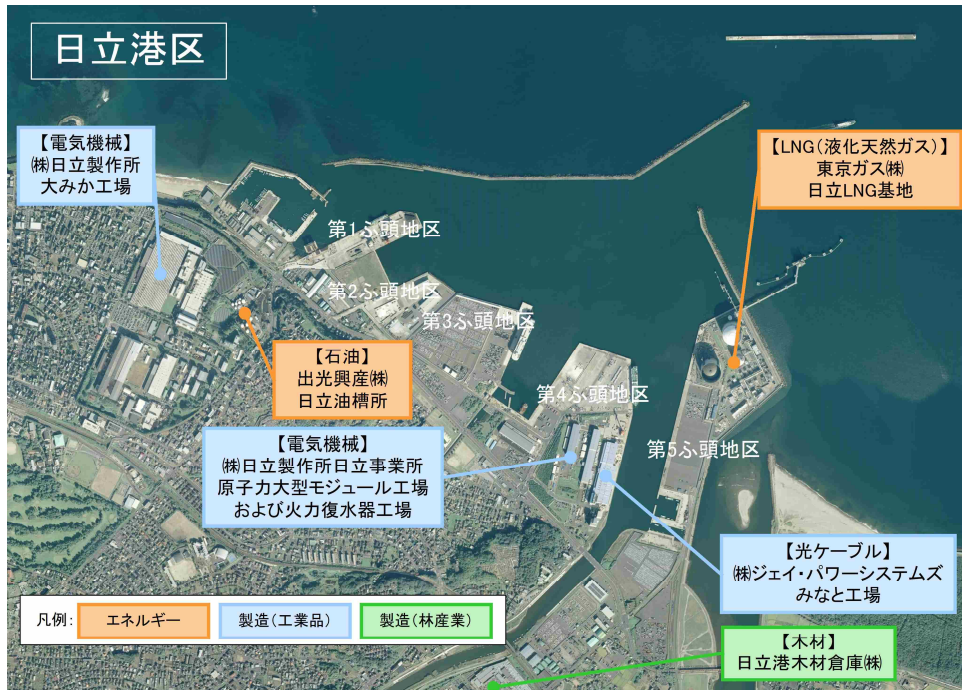 日立港区
【電気機械】
㈱日立製作所
大みか工場
【LNG(液化天然ガス)】
東京ガス㈱
日立LNG基地
第1ふ頭地区
第2ふ頭地区
第3ふ頭地区
【石油】
出光興産㈱
日立油槽所
第4ふ頭地区
【電気機械】
㈱日立製作所日立事業所
原子力大型モジュール工場
および火力復水器工場
第5ふ頭地区
【光ケーブル】
㈱ジェイ・パワーシステムズ
みなと工場
凡例:
エネルギー
製造(工業品)
製造(林産業)
【木材】
日立港木材倉庫㈱